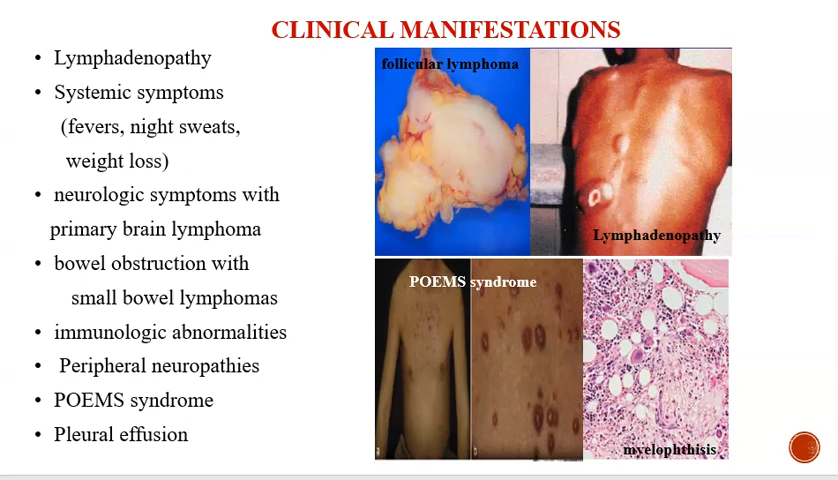 CLINICAL MANIFESTATIONS
• Lymphadenopathy
• Systemic symptoms
(fevers, night sweats,
weight loss)
• neurologic symptoms with
primary brain lymphoma
• bowel obstruction with
small bowel lymphomas
• immunologic abnormalities
• Peripheral neuropathies
• POEMS syndrome
• Pleural effusion
follicular lymphoma
Lymphadenopathy
POEMS syndrome
myelophthisis